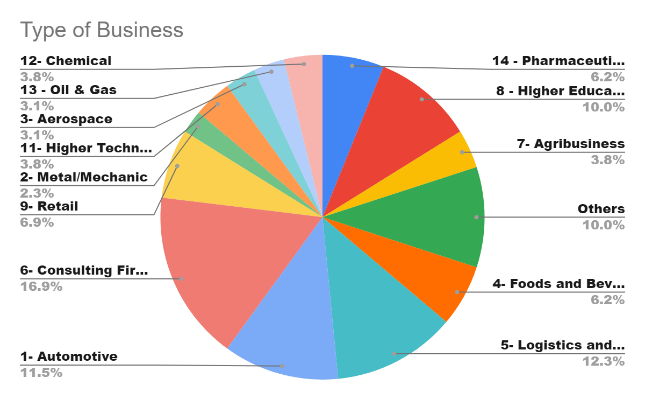 Type of Business
12- Chemical
3.8%
13 - Oil & Gas
3.1%
3- Aerospace
3.1%
11- Higher Techn...
3.8%
2- Metal/Mechanic
2.3%
9- Retail
6.9%
6- Consulting Fir...
16.9%
1- Automotive
11.5%
14 - Pharmaceuti...
6.2%
8 - Higher Educa...
10.0%
7- Agribusiness
3.8%
Others
10.0%
4- Foods and Bev...
6.2%
5- Logistics and...
12.3%